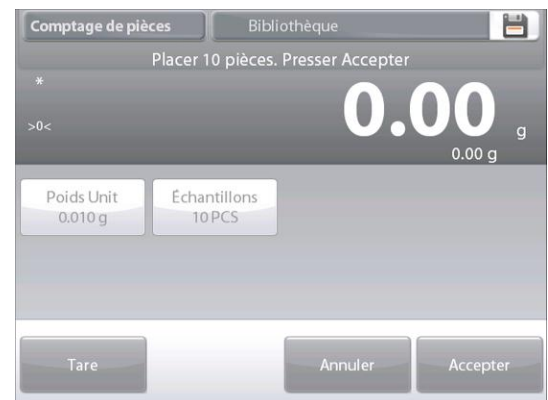 Comptage de pièces Bibliothèque
Placer 10 pièces. Presser Accepter
*
>0<
0.00 g
0.00 g
Poids Unit Échantillons
0.010 g 10 PCS
Tare Annuler Accepter